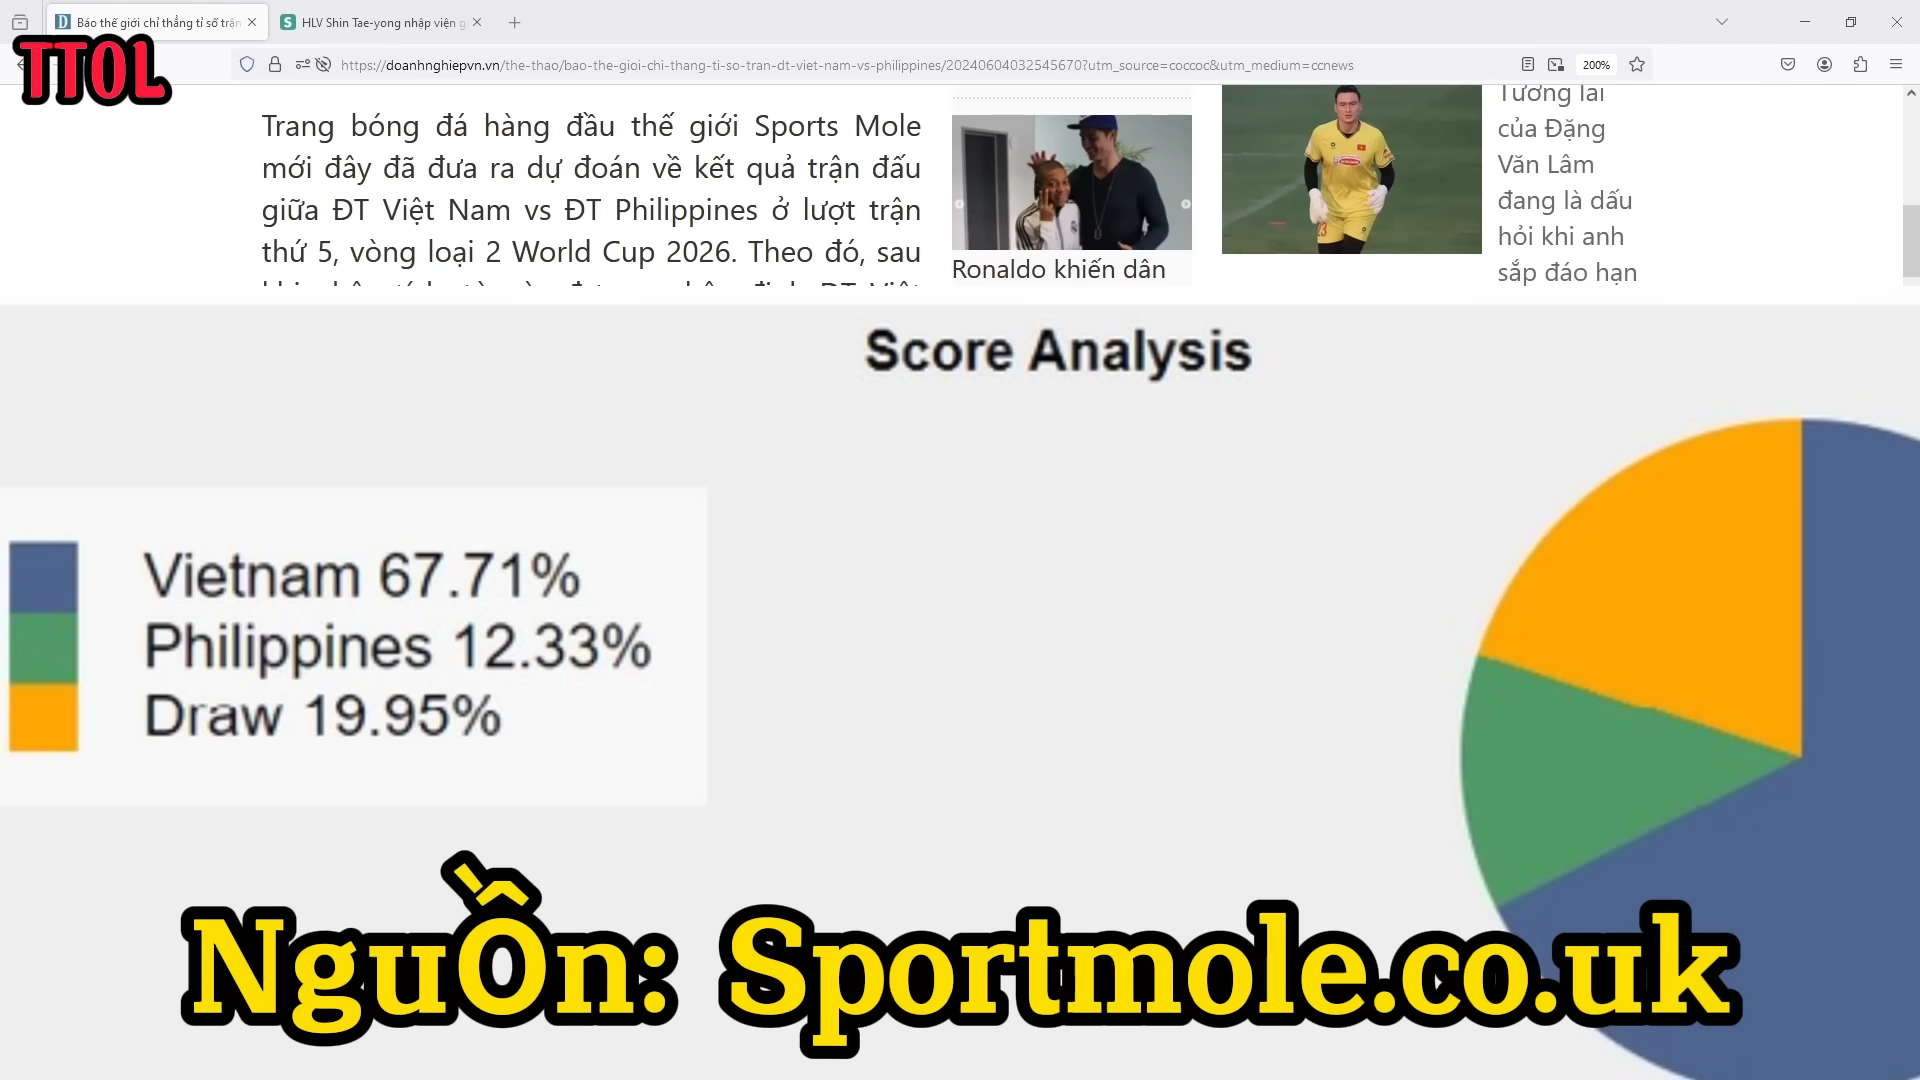 Báo thế giới chỉ thẳng tỉ số trận
HLV Shin Tae-yong nhập viện g
TTOL
https://doanhnghiepvn.vn/the-thao/bao-the-gioi-chi-thang-ti-so-tran-dt-viet-nam-vs-philippines/20240604032545670?utm_source=coccoc&utm_medium=ccnews
200%
Trang bóng đá hàng đầu thế giới Sports Mole
mới đây đã đưa ra dự đoán về kết quả trận đấu
giữa ĐT Việt Nam vs ĐT Philippines ở lượt trận
thứ 5, vòng loại 2 World Cup 2026. Theo đó, sau
Ronaldo khiến dân
Tương lai
của Đặng
Văn Lâm
đang là dấu
hỏi khi anh
sắp đáo hạn
Score Analysis
Vietnam 67.71%
Philippines 12.33%
Draw 19.95%
NguỒn: Sportmole.co.uk